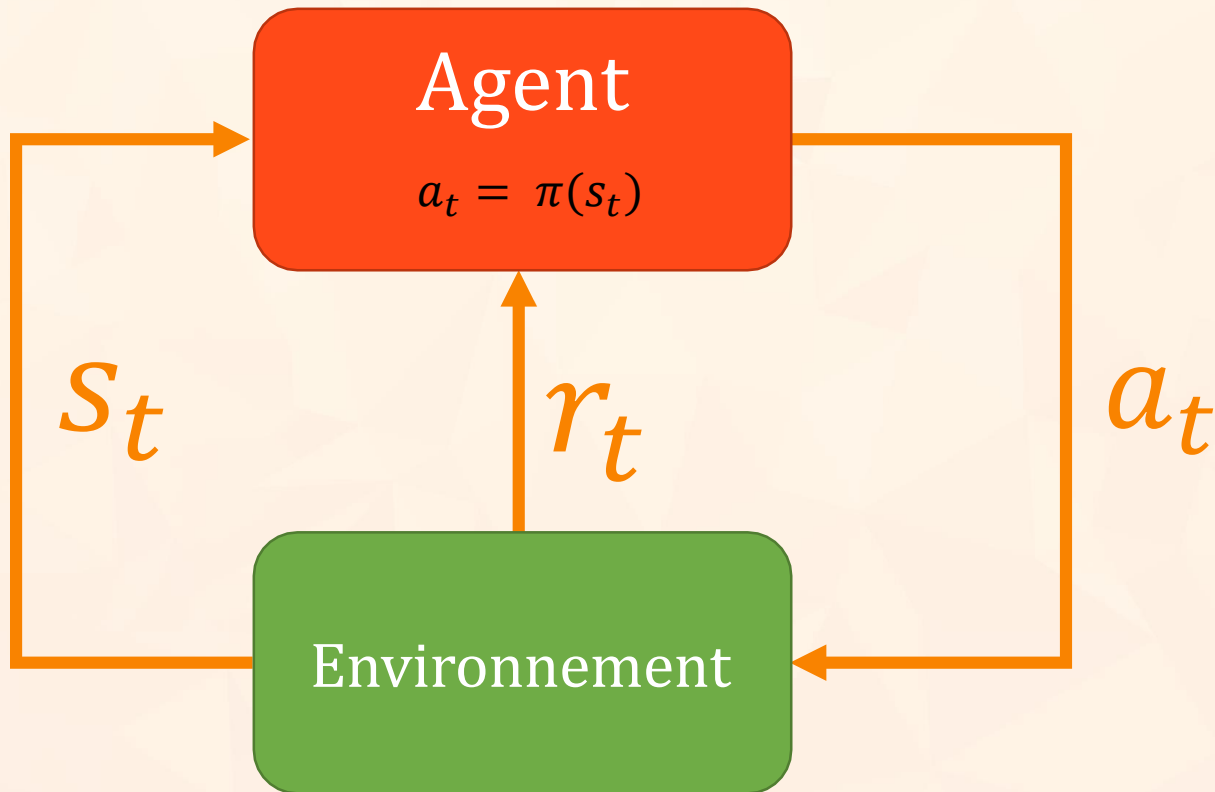 Agent
a_t = π(s_t)
s_t
r_t
a_t
Environnement